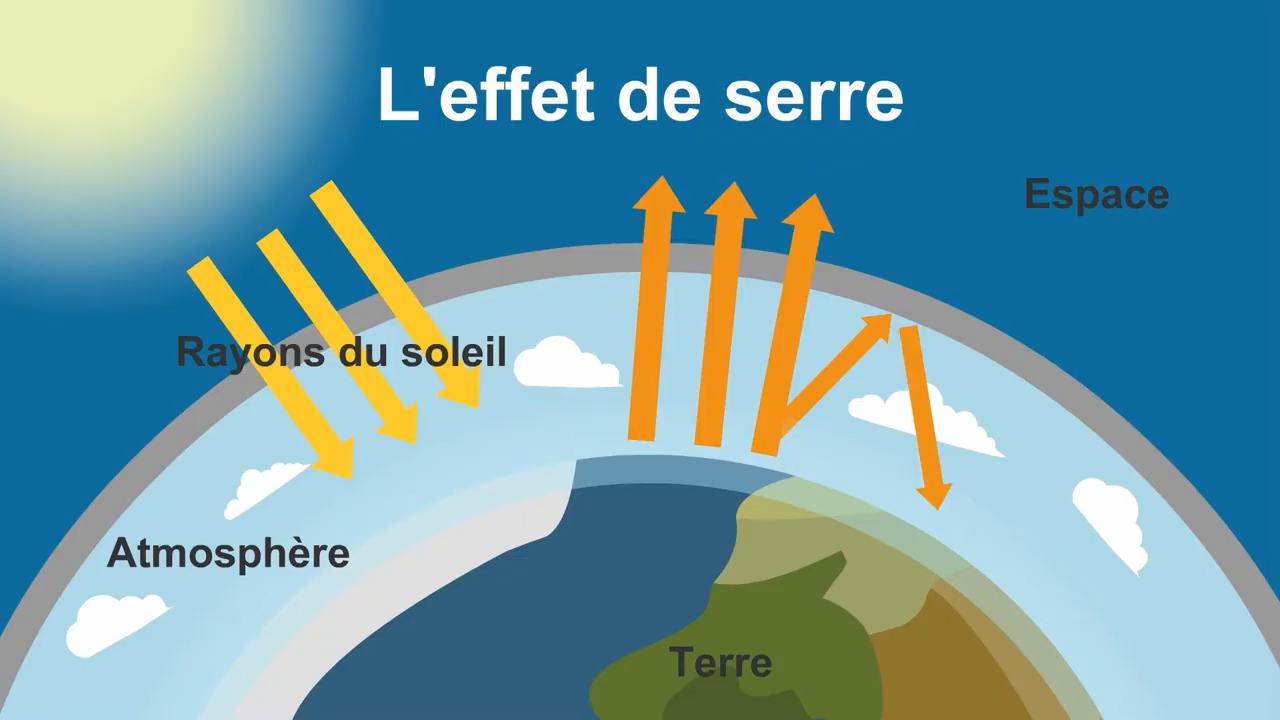 L'effet de serre
Espace
Rayons du soleil
Atmosphère
Terre